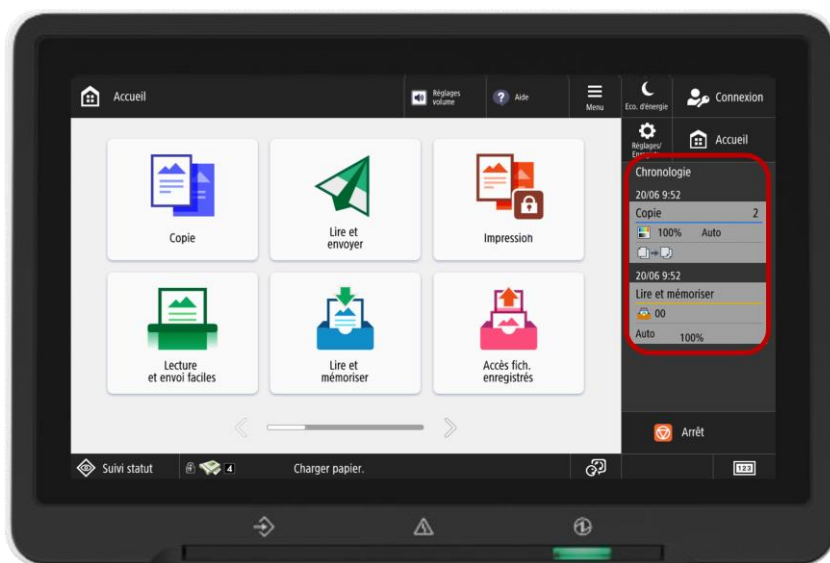 Accueil
Réglages
volume
Aide
Menu
Eco. d'énergie
Connexion
Réglages/
Accueil
Copie
Lire et
envoyer
Impression
Lecture
et envoi faciles
Lire et
mémoriser
Accès fich.
enregistrés
Chronologie
20/06 9:52
Copie 2
100% Auto
20/06 9:52
Lire et mémoriser
00
Auto 100%
Arrêt
Suivi statut
4
Charger papier.
123